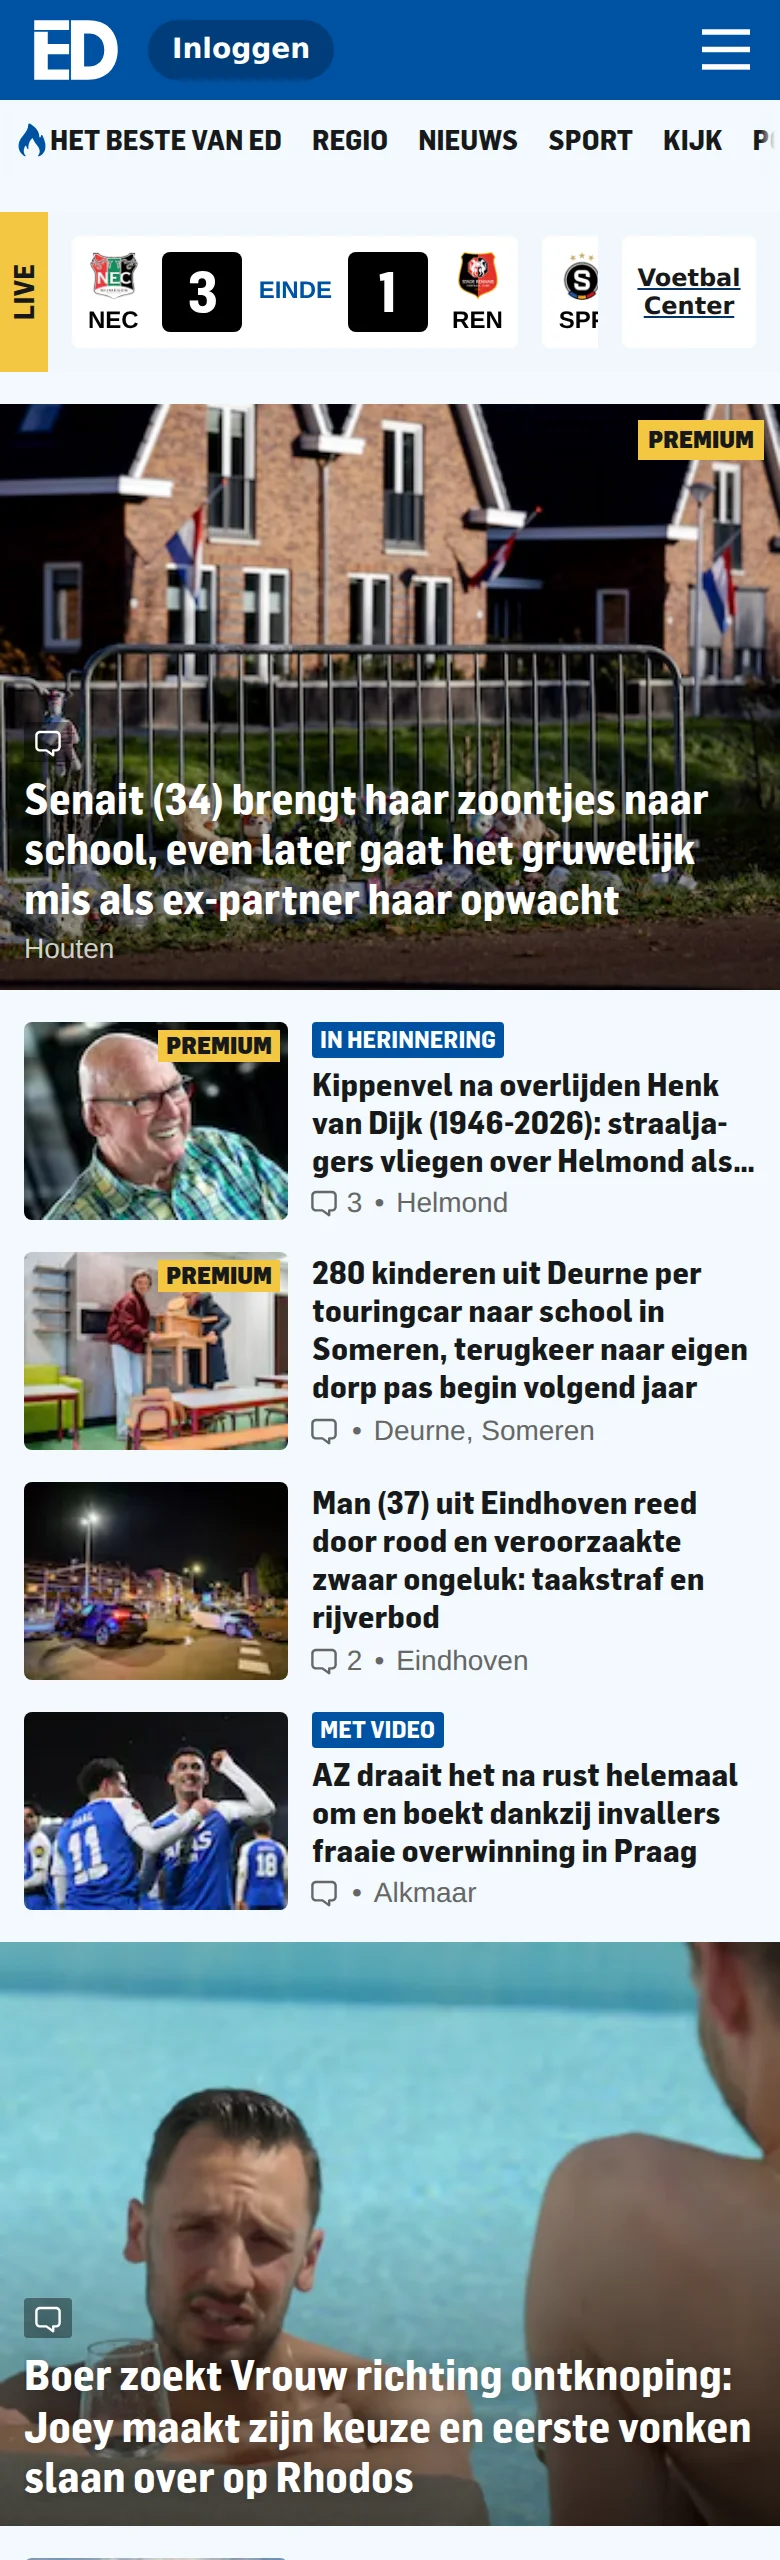 ED
Inloggen
HET BESTE VAN ED
REGIO
NIEUWS
SPORT
KIJK
LIVE
NEC
NEC
3
EINDE
1
REN
S
Voetbal
Center
PREMIUM
Senait (34) brengt haar zoontjes naar
school, even later gaat het gruwelijk
mis als ex-partner haar opwacht
Houten
PREMIUM
IN HERINNERING
Kippenvel na overlijden Henk
van Dijk (1946-2026): straalja-
gers vliegen over Helmond als...
3 • Helmond
PREMIUM
280 kinderen uit Deurne per
touringcar naar school in
Someren, terugkeer naar eigen
dorp pas begin volgend jaar
• Deurne, Someren
Man (37) uit Eindhoven reed
door rood en veroorzaakte
zwaar ongeluk: taakstraf en
rijverbod
2 • Eindhoven
11
18
MET VIDEO
AZ draait het na rust helemaal
om en boekt dankzij invallers
fraaie overwinning in Praag
• Alkmaar
Boer zoekt Vrouw richting ontknoping:
Joey maakt zijn keuze en eerste vonken
slaan over op Rhodos